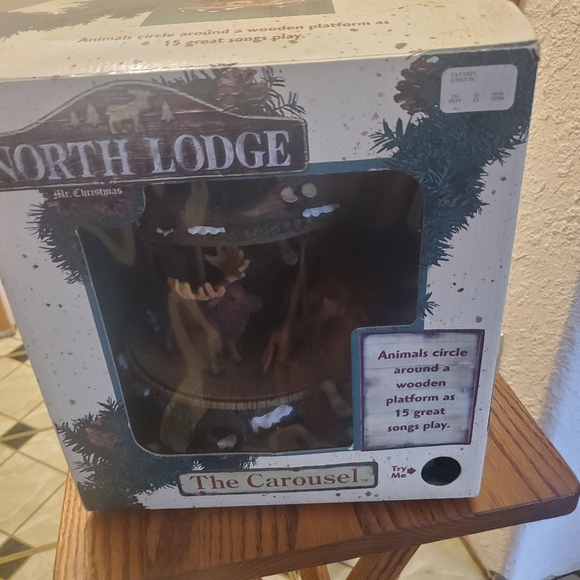 Animals circle around a wooden platform as
15 great songs play.
NORTH LODGE
Mr. Christmas
Animals circle
around a
wooden
platform as
15 great
songs play.
The Carousel™
Try
Me